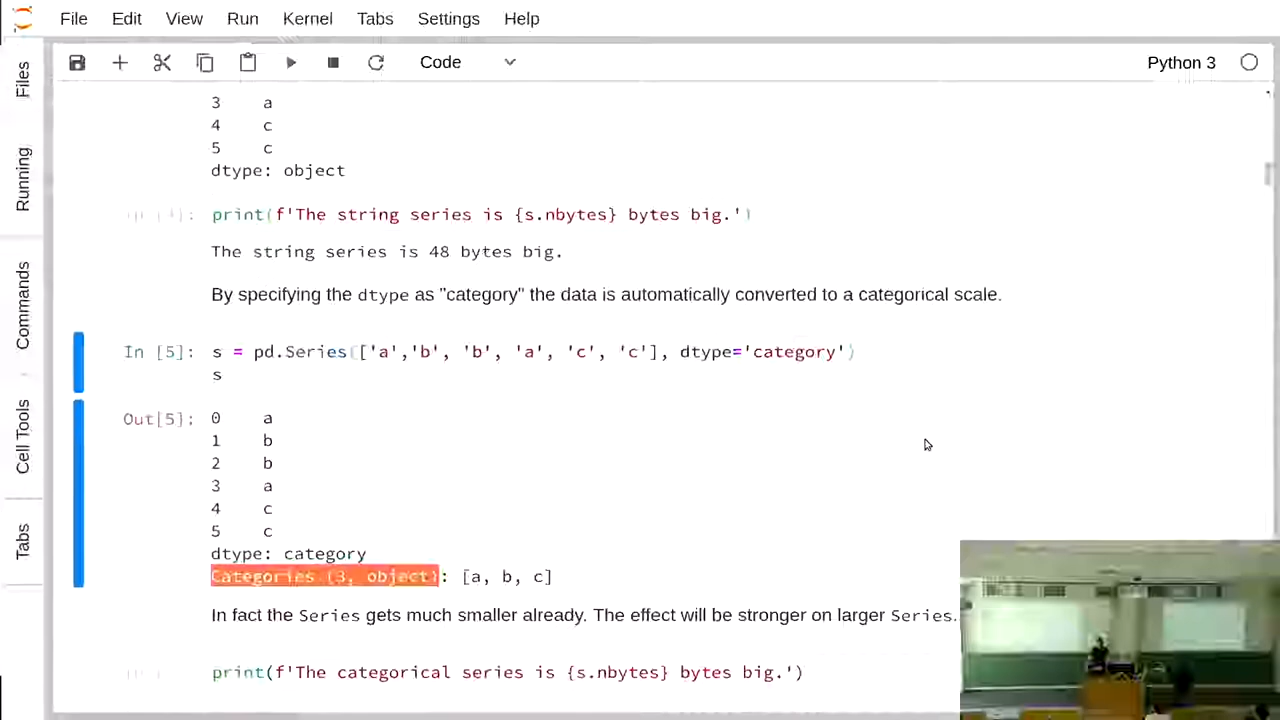 File Edit View Run Kernel Tabs Settings Help
Files
Running
Commands
Cell Tools
Tabs
Code
Python 3
3 a
4 c
5 c
dtype: object
print(f'The string series is {s.nbytes} bytes big.')
The string series is 48 bytes big.
By specifying the dtype as "category" the data is automatically converted to a categorical scale.
In [5]: s = pd.Series(['a','b', 'b', 'a', 'c', 'c'], dtype='category')
s
Out[5]: 0 a
1 b
2 b
3 a
4 c
5 c
dtype: category
Categories (3, object): [a, b, c]
In fact the Series gets much smaller already. The effect will be stronger on larger Series.
print(f'The categorical series is {s.nbytes} bytes big.')